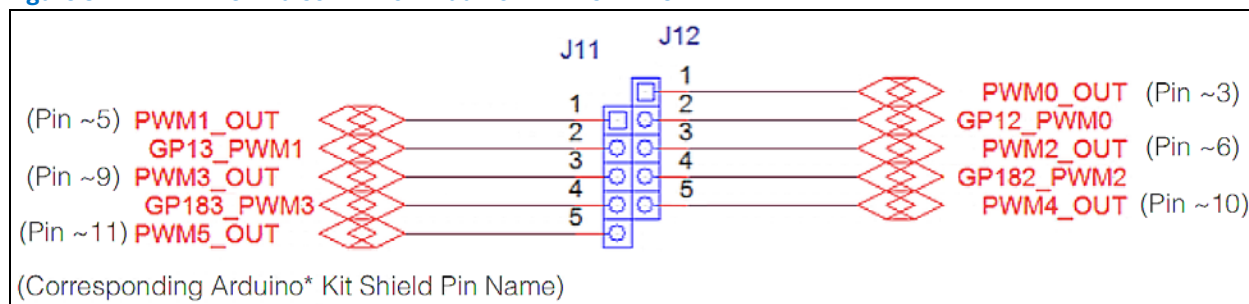 J11 J12
1 PWM0_OUT (Pin ~3)
(Pin ~5) PWM1_OUT 1 2 GP12_PWM0
GP13_PWM1 2 3 PWM2_OUT (Pin ~6)
(Pin ~9) PWM3_OUT 3 4 GP182_PWM2
GP183_PWM3 4 5 PWM4_OUT (Pin ~10)
(Pin ~11) PWM5_OUT 5
(Corresponding Arduino* Kit Shield Pin Name)